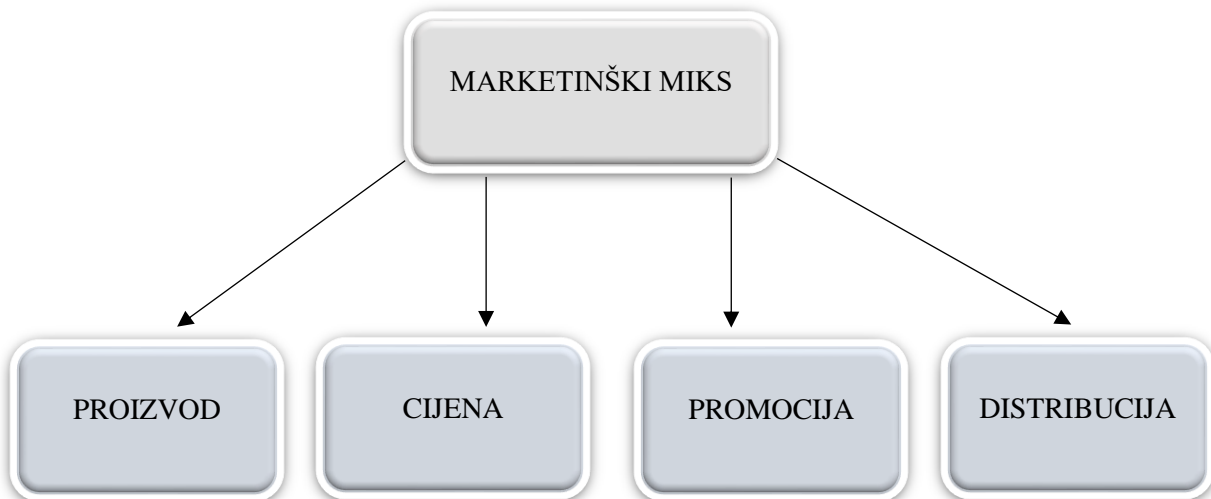 MARKETINŠKI MIKS
PROIZVOD
CIJENA
PROMOCIJA
DISTRIBUCIJA